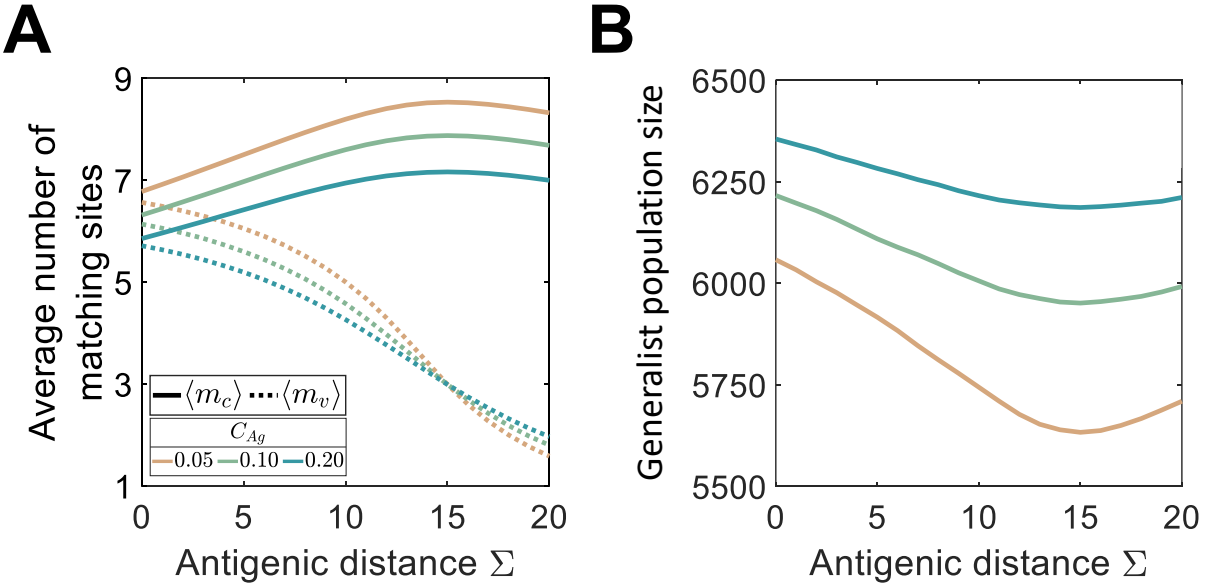 A
Average number of
matching sites
9
7
5
3
1
⟨m_c⟩ ⟨m_v⟩
C_Ag
0.05 0.10 0.20
0 5 10 15 20
Antigenic distance Σ
B
Generalist population size
6500
6250
6000
5750
5500
0 5 10 15 20
Antigenic distance Σ